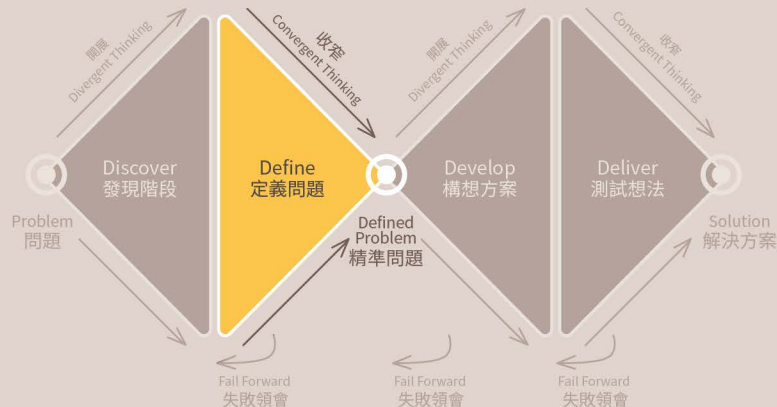 開展
Divergent Thinking
收窄
Convergent Thinking
開展
Divergent Thinking
收窄
Convergent Thinking
Discover
發現階段
Define
定義問題
Develop
構想方案
Deliver
測試想法
Problem
問題
Defined
Problem
精準問題
Solution
解決方案
Fail Forward
失敗領會
Fail Forward
失敗領會
Fail Forward
失敗領會